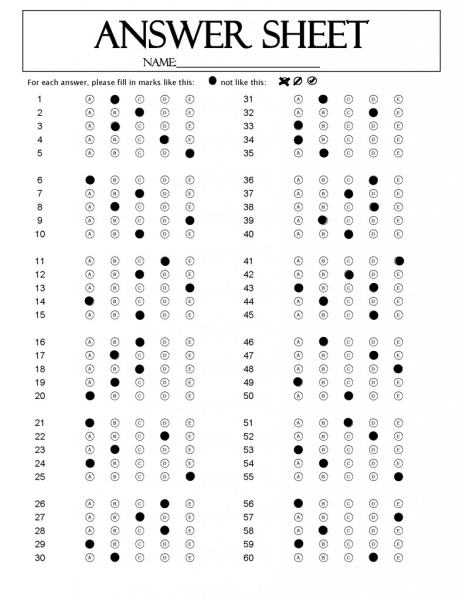 ANSWER SHEET
NAME:
For each answer, please fill in marks like this: not like this:
1 A C D E 31 A C D E
2 A B D E 32 A B C E
3 A C D E 33 B C D E
4 A B C E 34 B C D E
5 A B C D 35 A C D E
6 B C D E 36 A B C E
7 A B D E 37 A B D E
8 A C D E 38 A B C E
9 A B C D 39 A C D E
10 A B D E 40 A B D E
11 A B C E 41 A B C D
12 A B D E 42 A B D E
13 A B C D 43 B C E
14 B C D E 44 A C D E
15 A B D E 45 A B C E
16 A B D E 46 A C D E
17 A C D E 47 A B C E
18 A B D E 48 A B C D
19 A C D E 49 B C D E
20 B C D E 50 A B D E
21 B C D E 51 A B D E
22 A B C E 52 A B C E
23 A C D E 53 B C D E
24 B C D E 54 A C D E
25 A B C D 55 A B C D
26 A B C E 56 B C D E
27 A B D E 57 A B C D
28 A B C E 58 A C D E
29 B C D E 59 A B C D E
30 A C D E 60 A B C E